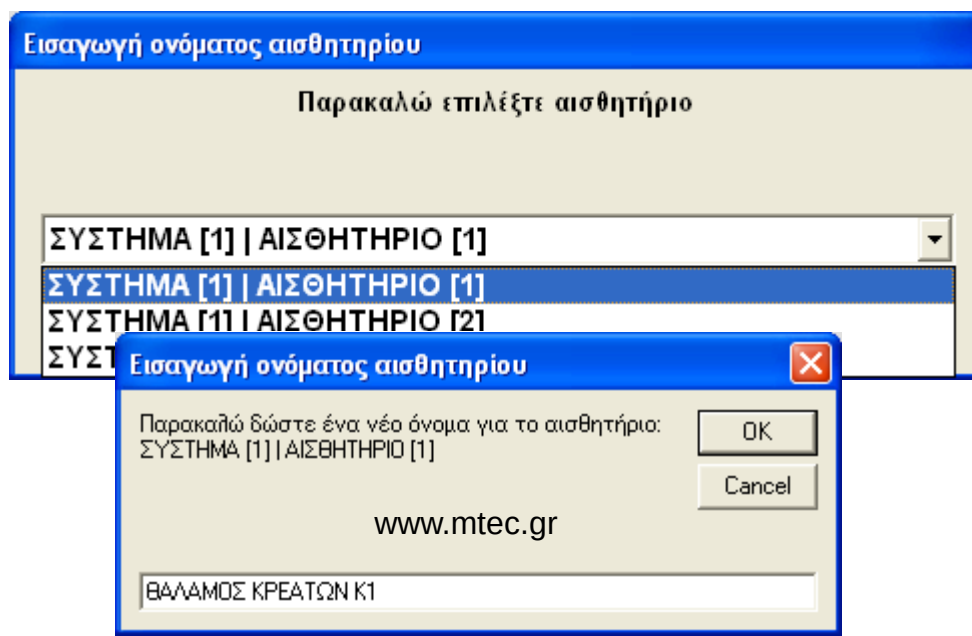 Εισαγωγή ονόματος αισθητηρίου
Παρακαλώ επιλέξτε αισθητήριο
ΣΥΣΤΗΜΑ [1] | ΑΙΣΘΗΤΗΡΙΟ [1]
ΣΥΣΤΗΜΑ [1] | ΑΙΣΘΗΤΗΡΙΟ [1]
ΣΥΣΤΗΜΑ [1] | ΑΙΣΘΗΤΗΡΙΟ [2]
Εισαγωγή ονόματος αισθητηρίου
Παρακαλώ δώστε ένα νέο όνομα για το αισθητήριο:
ΣΥΣΤΗΜΑ [1] | ΑΙΣΘΗΤΗΡΙΟ [1]
OK
Cancel
www.mtec.gr
ΘΑΛΑΜΟΣ ΚΡΕΑΤΩΝ Κ1